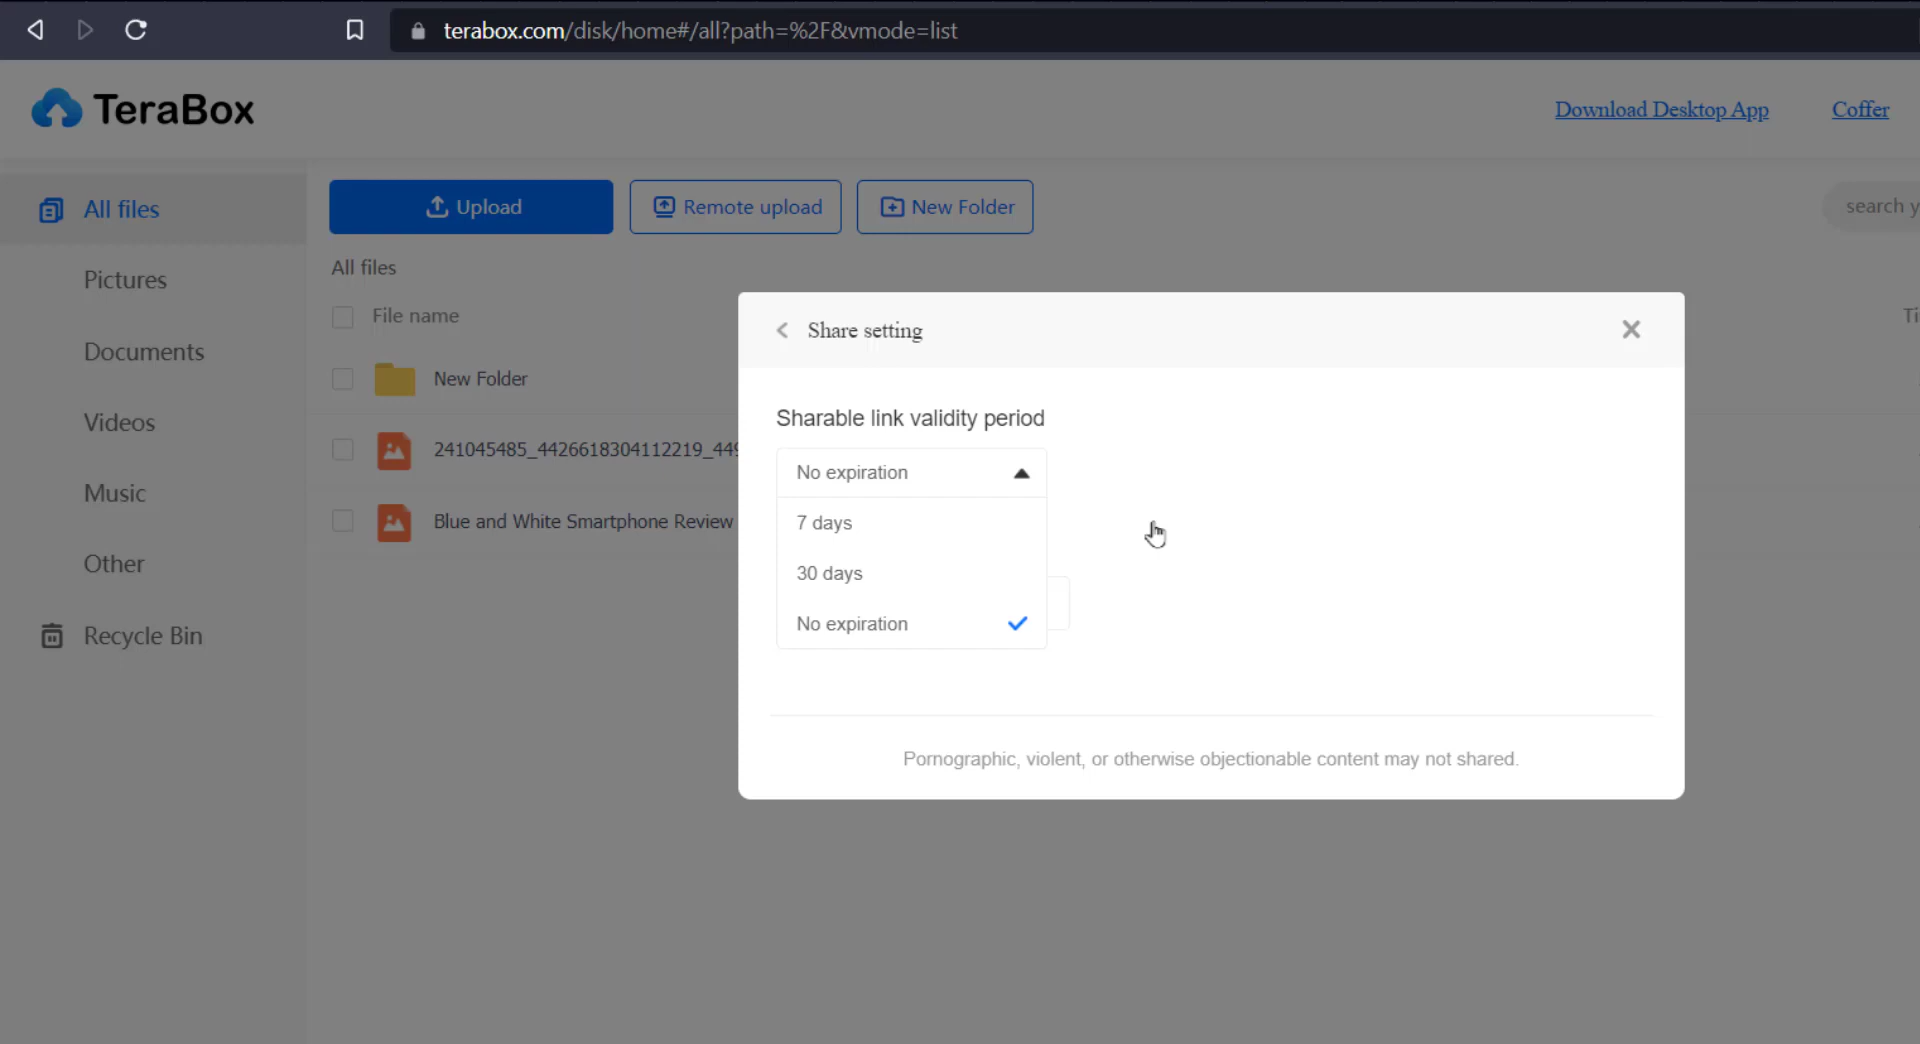 terabox.com/disk/home#/all?path=%2F&vmode=list
TeraBox
Download Desktop App
Coffer
All files
Pictures
Documents
Videos
Music
Other
Recycle Bin
Upload
Remote upload
New Folder
search y
All files
File name
Ti
New Folder
241045485_4426618304112219_449
Blue and White Smartphone Review
Share setting
Sharable link validity period
No expiration
7 days
30 days
No expiration
Pornographic, violent, or otherwise objectionable content may not shared.